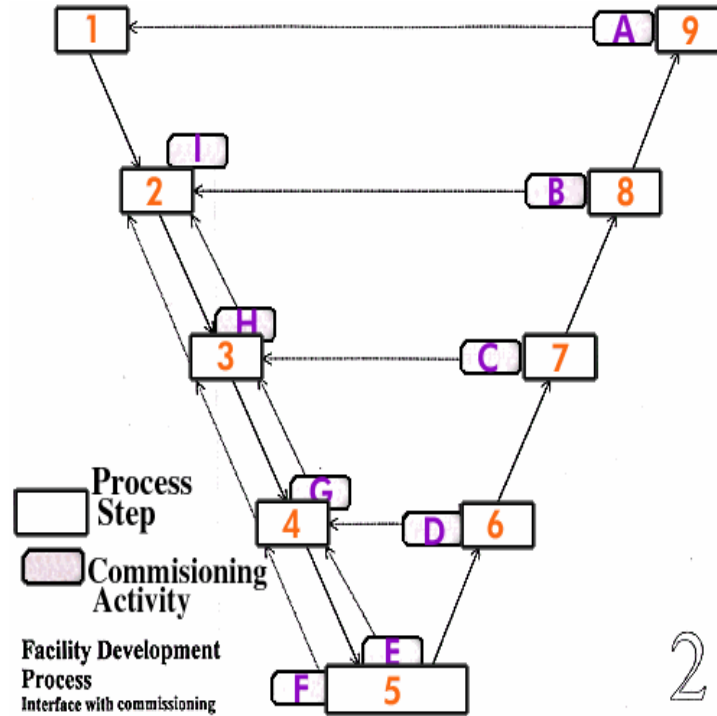 1
A
9
I
2
B
8
H
3
C
7
G
4
D
6
Process
Step
Commisioning
Activity
E
F
5
Facility Development
Process
Interface with commissioning
2